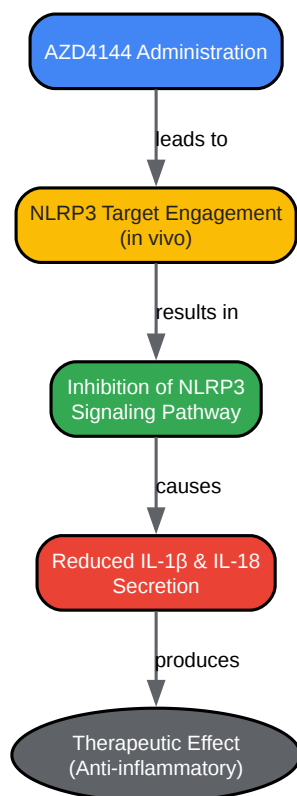 AZD4144 Administration
leads to
NLRP3 Target Engagement
(in vivo)
results in
Inhibition of NLRP3
Signaling Pathway
causes
Reduced IL-1β & IL-18
Secretion
produces
Therapeutic Effect
(Anti-inflammatory)